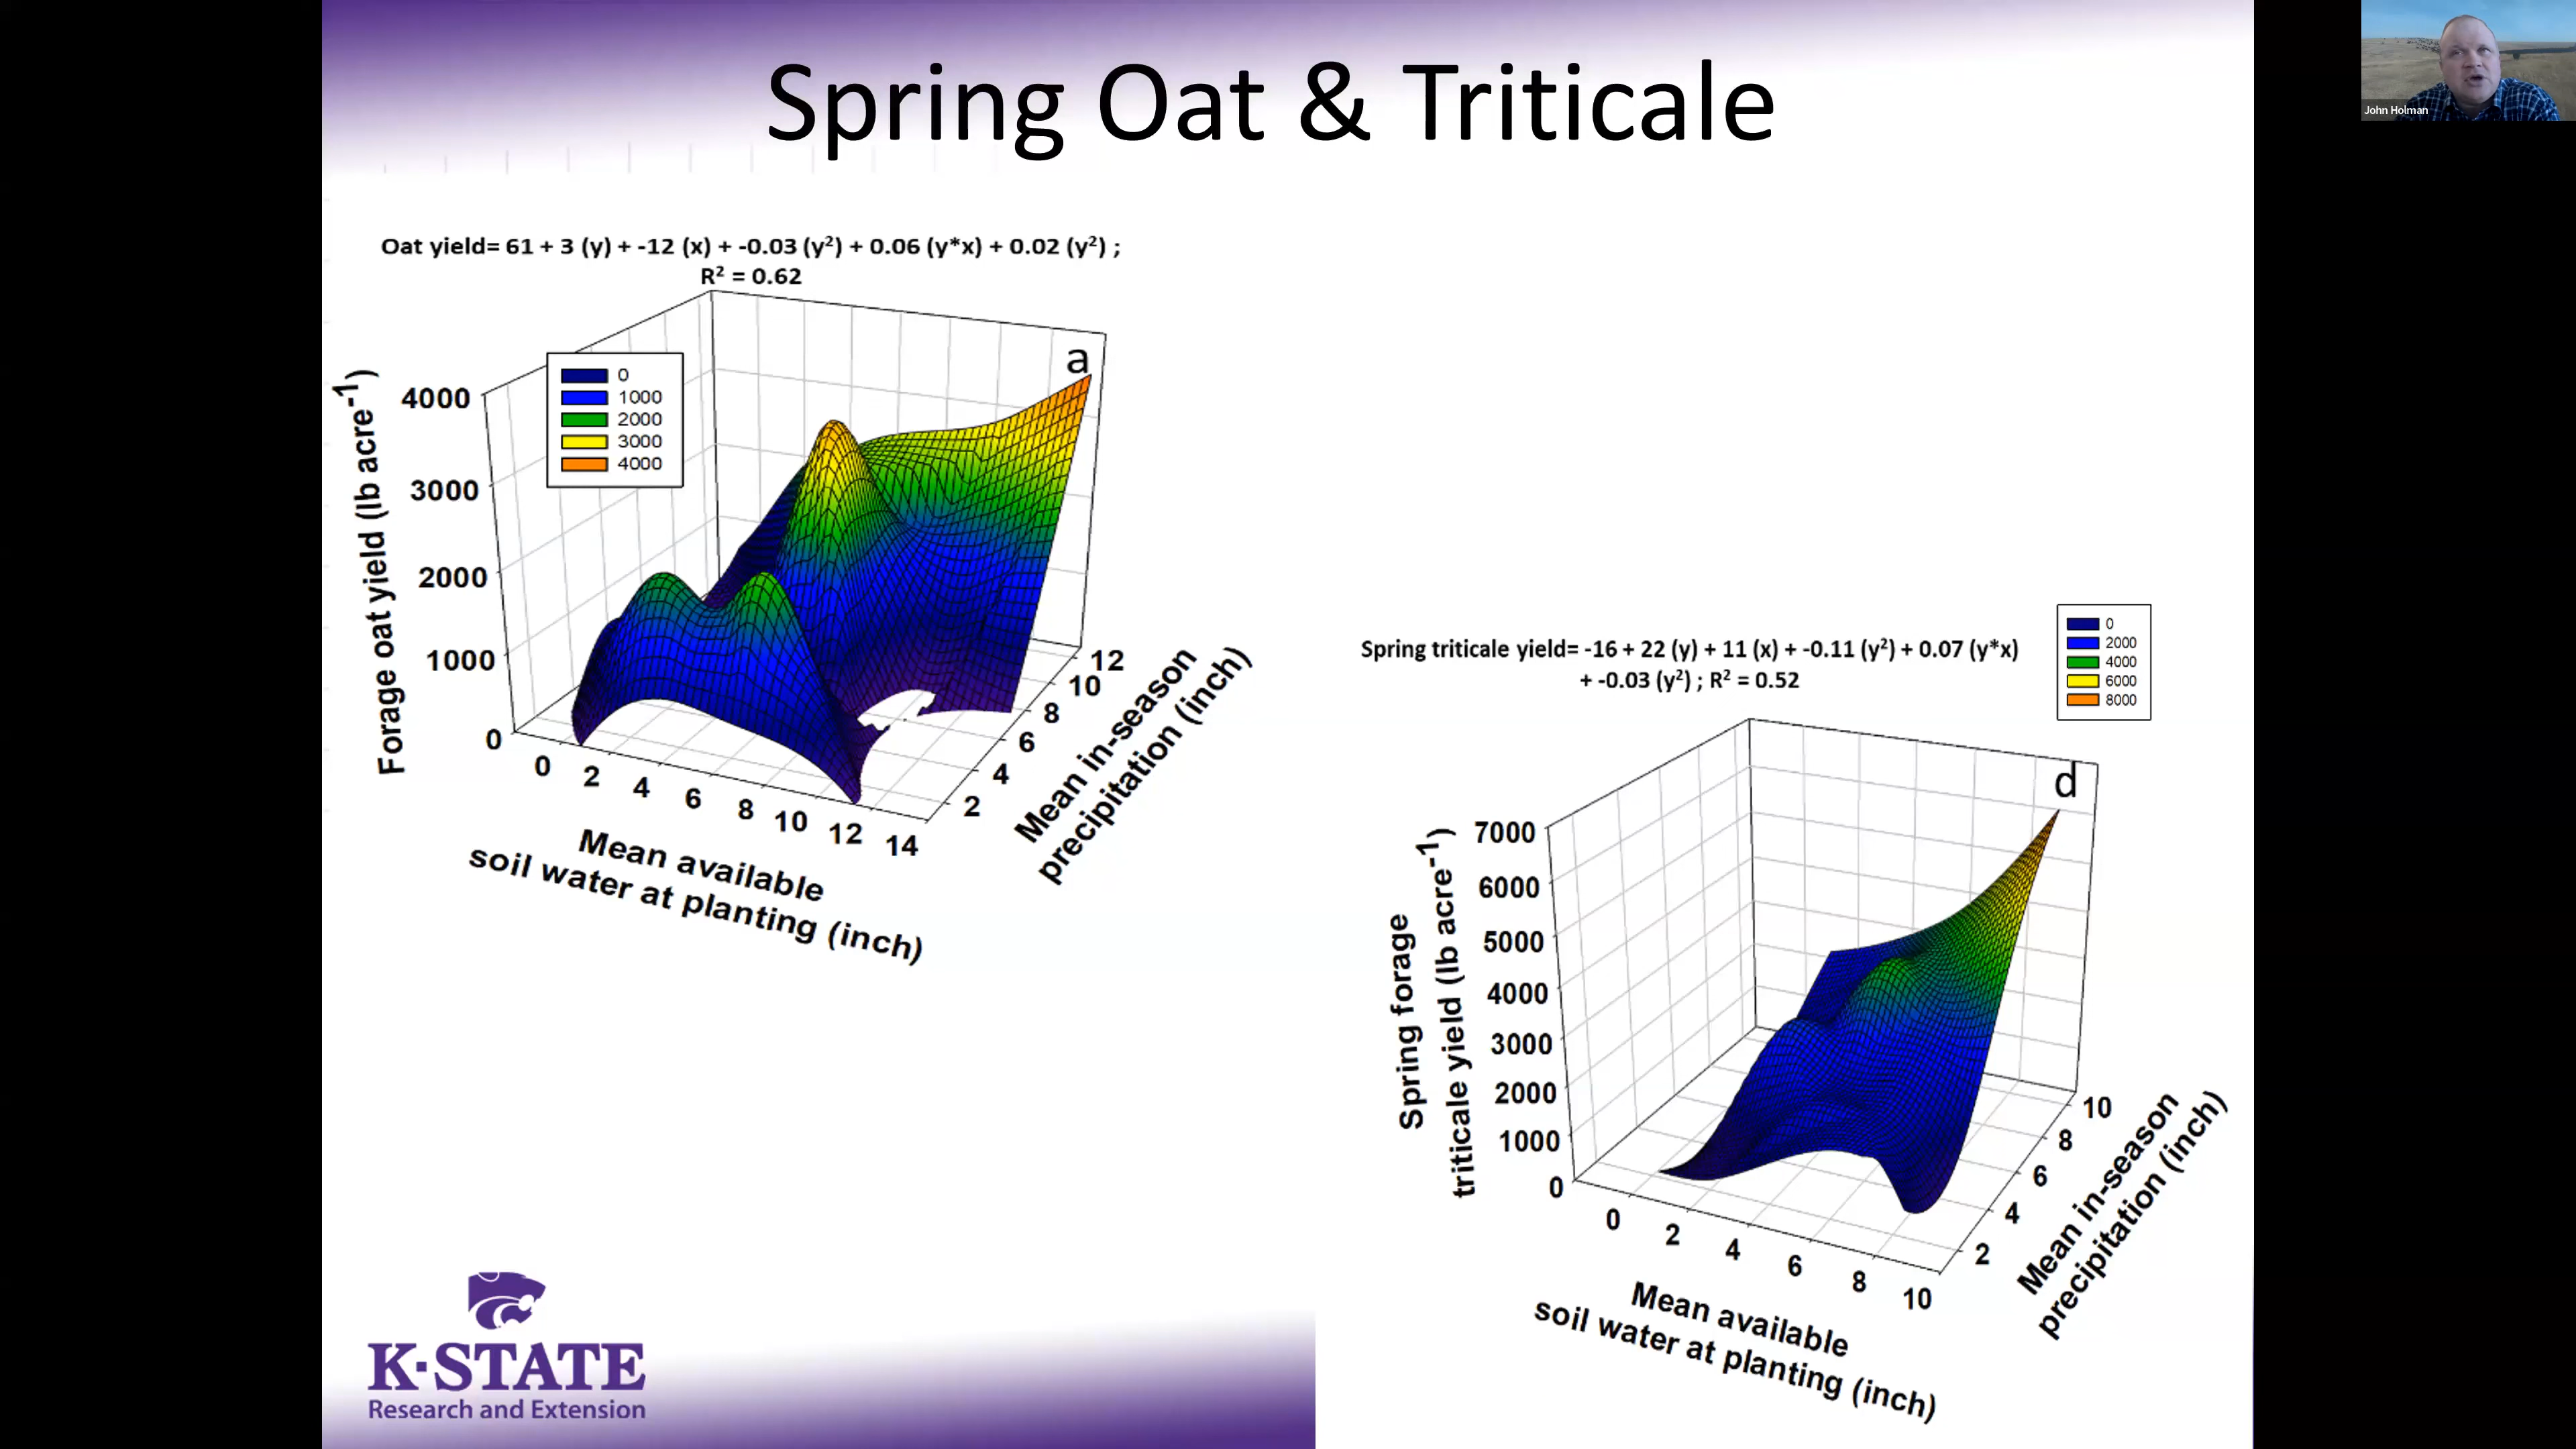 Spring Oat & Triticale
John Holman
Oat yield= 61 + 3 (y) + -12 (x) + -0.03 (y²) + 0.06 (y*x) + 0.02 (y²) ;
R² = 0.62
a
0
1000
2000
3000
4000
Forage oat yield (lb acre⁻¹)
4000
3000
2000
1000
0
0 2 4 6 8 10 12 14
Mean available
soil water at planting (inch)
12
10
8
6
4
2
Mean in-season
precipitation (inch)
Spring triticale yield= -16 + 22 (y) + 11 (x) + -0.11 (y²) + 0.07 (y*x)
+ -0.03 (y²) ; R² = 0.52
0
2000
4000
6000
8000
d
Spring forage
triticale yield (lb acre⁻¹)
7000
6000
5000
4000
3000
2000
1000
0
0 2 4 6 8 10
Mean available
soil water at planting (inch)
10
8
6
4
2
Mean in-season
precipitation (inch)
K·STATE
Research and Extension